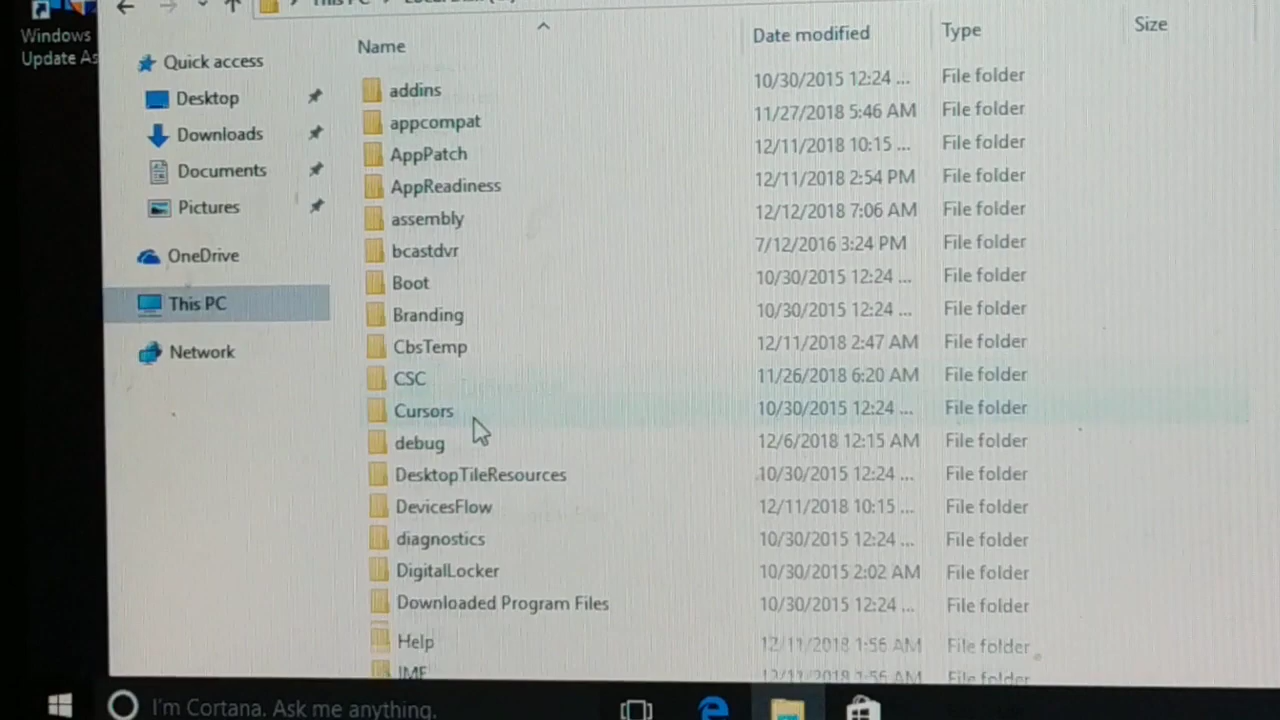 Windows
Update As
Name
Date modified
Type
Size
Quick access
Desktop
Downloads
Documents
Pictures
OneDrive
This PC
Network
addins 10/30/2015 12:24 ... File folder
appcompat 11/27/2018 5:46 AM File folder
AppPatch 12/11/2018 10:15 ... File folder
AppReadiness 12/11/2018 2:54 PM File folder
assembly 12/12/2018 7:06 AM File folder
bcastdvr 7/12/2016 3:24 PM File folder
Boot 10/30/2015 12:24 ... File folder
Branding 10/30/2015 12:24 ... File folder
CbsTemp 12/11/2018 2:47 AM File folder
CSC 11/26/2018 6:20 AM File folder
Cursors 10/30/2015 12:24 ... File folder
debug 12/6/2018 12:15 AM File folder
DesktopTileResources 10/30/2015 12:24 ... File folder
DevicesFlow 12/11/2018 10:15 ... File folder
diagnostics 10/30/2015 12:24 ... File folder
DigitalLocker 10/30/2015 2:02 AM File folder
Downloaded Program Files 10/30/2015 12:24 ... File folder
Help 12/11/2018 1:56 AM File folder
IME 12/11/2018 1:56 AM File folder
I'm Cortana. Ask me anything.